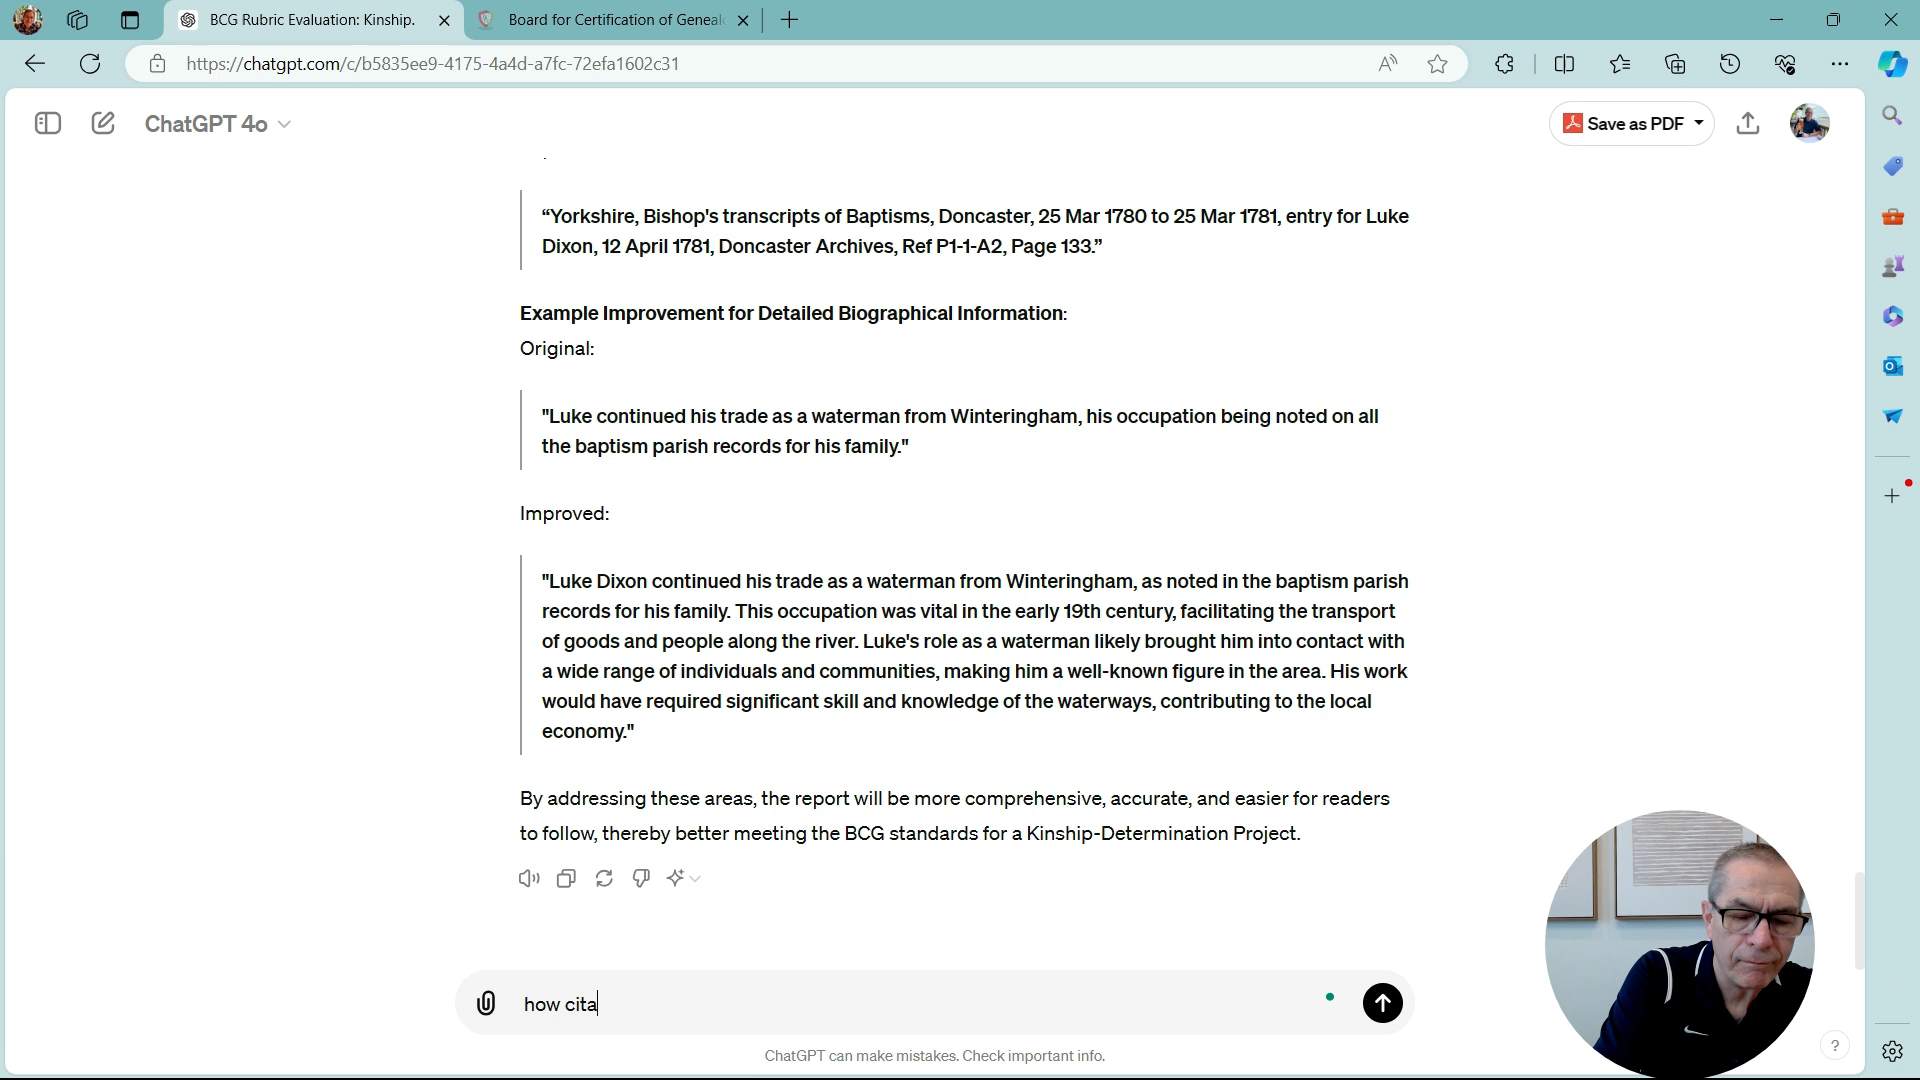 BCG Rubric Evaluation: Kinship.
Board for Certification of Geneal
https://chatgpt.com/c/b5835ee9-4175-4a4d-a7fc-72efa1602c31
ChatGPT 4o
Save as PDF
“Yorkshire, Bishop's transcripts of Baptisms, Doncaster, 25 Mar 1780 to 25 Mar 1781, entry for Luke
Dixon, 12 April 1781, Doncaster Archives, Ref P1-1-A2, Page 133.”
Example Improvement for Detailed Biographical Information:
Original:
"Luke continued his trade as a waterman from Winteringham, his occupation being noted on all
the baptism parish records for his family."
Improved:
"Luke Dixon continued his trade as a waterman from Winteringham, as noted in the baptism parish
records for his family. This occupation was vital in the early 19th century, facilitating the transport
of goods and people along the river. Luke's role as a waterman likely brought him into contact with
a wide range of individuals and communities, making him a well-known figure in the area. His work
would have required significant skill and knowledge of the waterways, contributing to the local
economy."
By addressing these areas, the report will be more comprehensive, accurate, and easier for readers
to follow, thereby better meeting the BCG standards for a Kinship-Determination Project.
how cita
ChatGPT can make mistakes. Check important info.
?